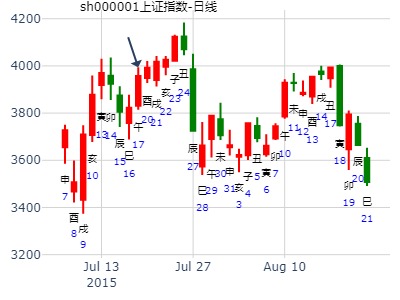 sh000001上证指数-日线
4200
4000
3800
3600
3400
3200
申
7
酉
8
戌
9
亥
10
寅
13
卯
14
辰
15
巳
16
午
17
酉
20
戌
21
亥
22
子
23
丑
24
辰
27
巳
28
午
29
未
30
申
31
亥
3
子
4
丑
5
寅
6
卯
7
午
10
未
11
申
12
酉
13
戌
14
丑
17
寅
18
卯
19
辰
20
巳
21
Jul 13
2015
Jul 27
Aug 10